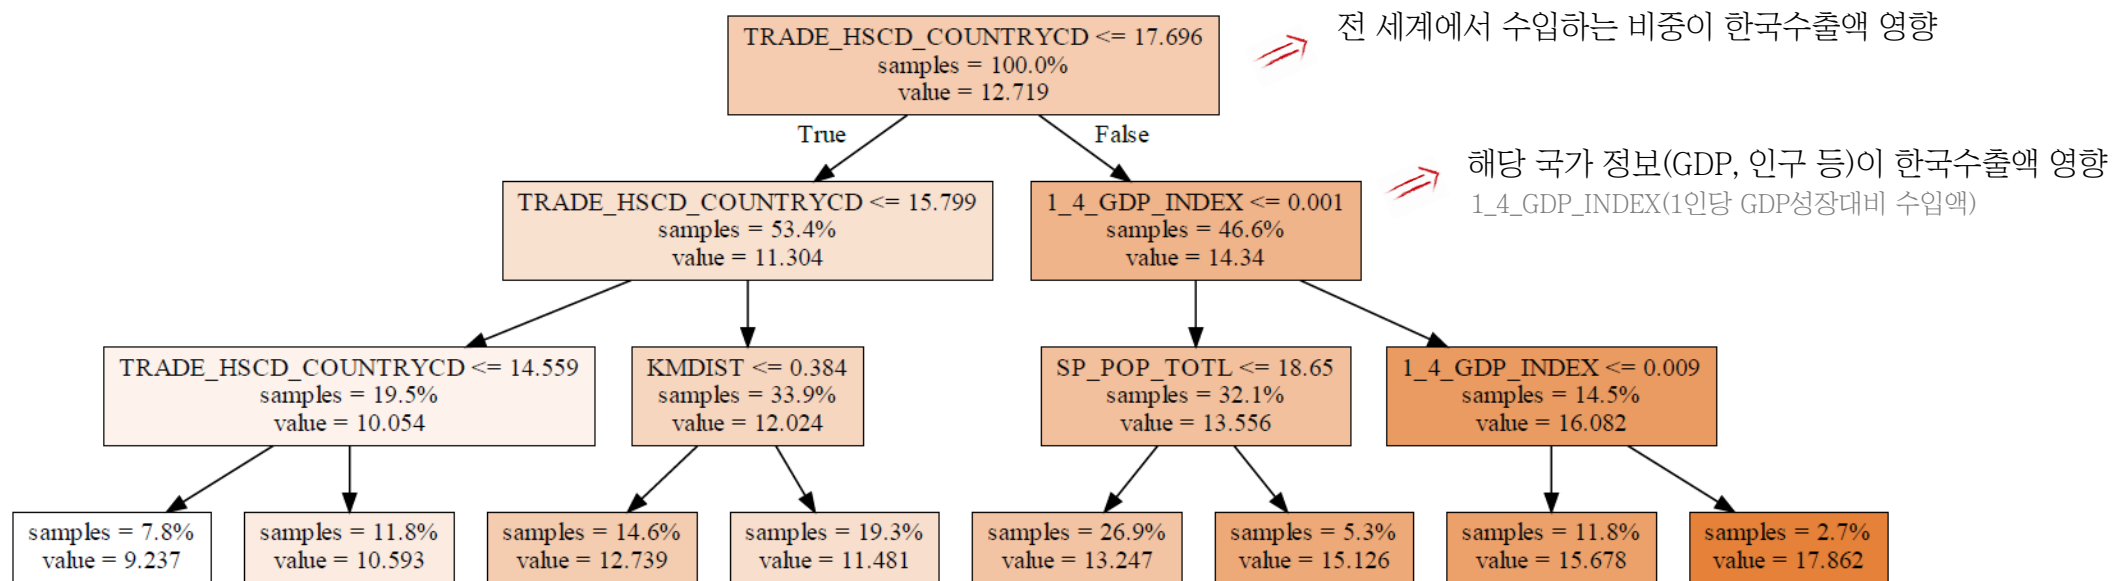 TRADE_HSCD_COUNTRYCD <= 17.696
samples = 100.0%
value = 12.719
전 세계에서 수입하는 비중이 한국수출액 영향
True
False
TRADE_HSCD_COUNTRYCD <= 15.799
samples = 53.4%
value = 11.304
1_4_GDP_INDEX <= 0.001
samples = 46.6%
value = 14.34
해당 국가 정보(GDP, 인구 등)이 한국수출액 영향
1_4_GDP_INDEX(1인당 GDP성장대비 수입액)
TRADE_HSCD_COUNTRYCD <= 14.559
samples = 19.5%
value = 10.054
KMDIST <= 0.384
samples = 33.9%
value = 12.024
SP_POP_TOTL <= 18.65
samples = 32.1%
value = 13.556
1_4_GDP_INDEX <= 0.009
samples = 14.5%
value = 16.082
samples = 7.8%
value = 9.237
samples = 11.8%
value = 10.593
samples = 14.6%
value = 12.739
samples = 19.3%
value = 11.481
samples = 26.9%
value = 13.247
samples = 5.3%
value = 15.126
samples = 11.8%
value = 15.678
samples = 2.7%
value = 17.862